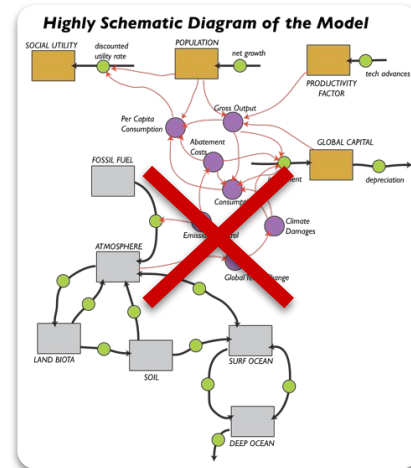 Highly Schematic Diagram of the Model
SOCIAL UTILITY
discounted
utility rate
POPULATION
net growth
PRODUCTIVITY
FACTOR
tech advances
Per Capita
Consumption
Gross Output
Abatement
Costs
GLOBAL CAPITAL
depreciation
FOSSIL FUEL
Climate
Damages
ATMOSPHERE
LAND BIOTA
SOIL
SURF OCEAN
DEEP OCEAN